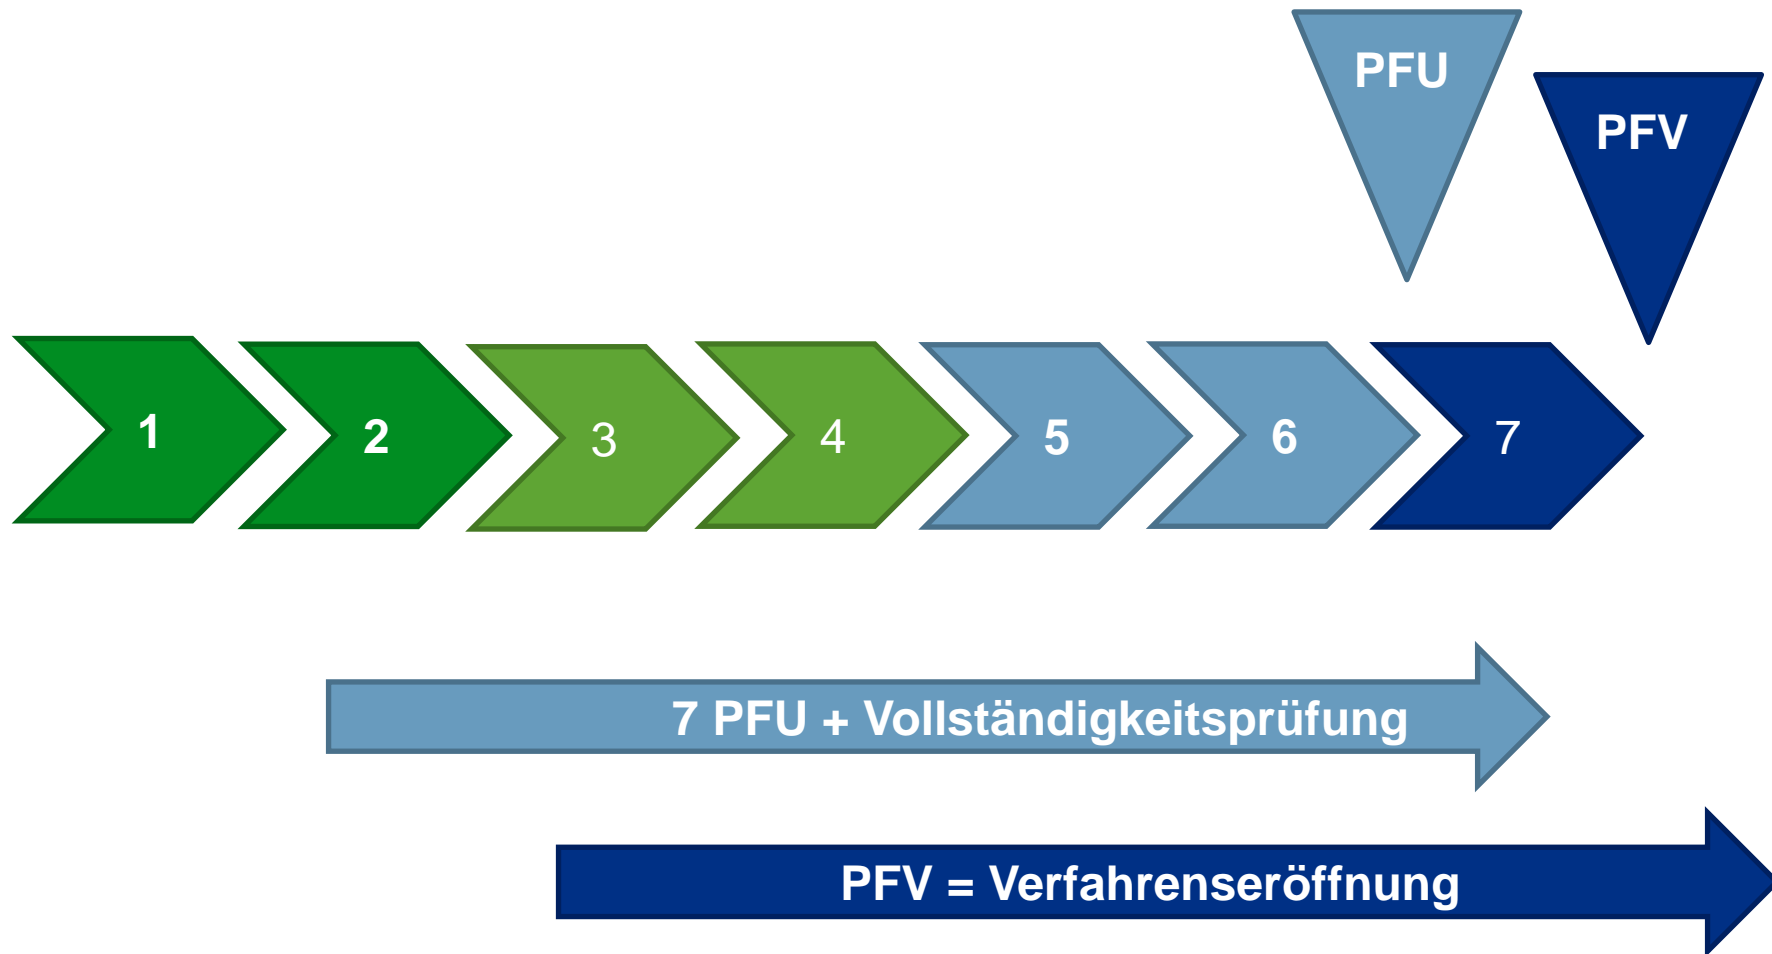 PFU
PFV
1
2
3
4
5
6
7
7 PFU + Vollständigkeitsprüfung
PFV = Verfahrenseröffnung